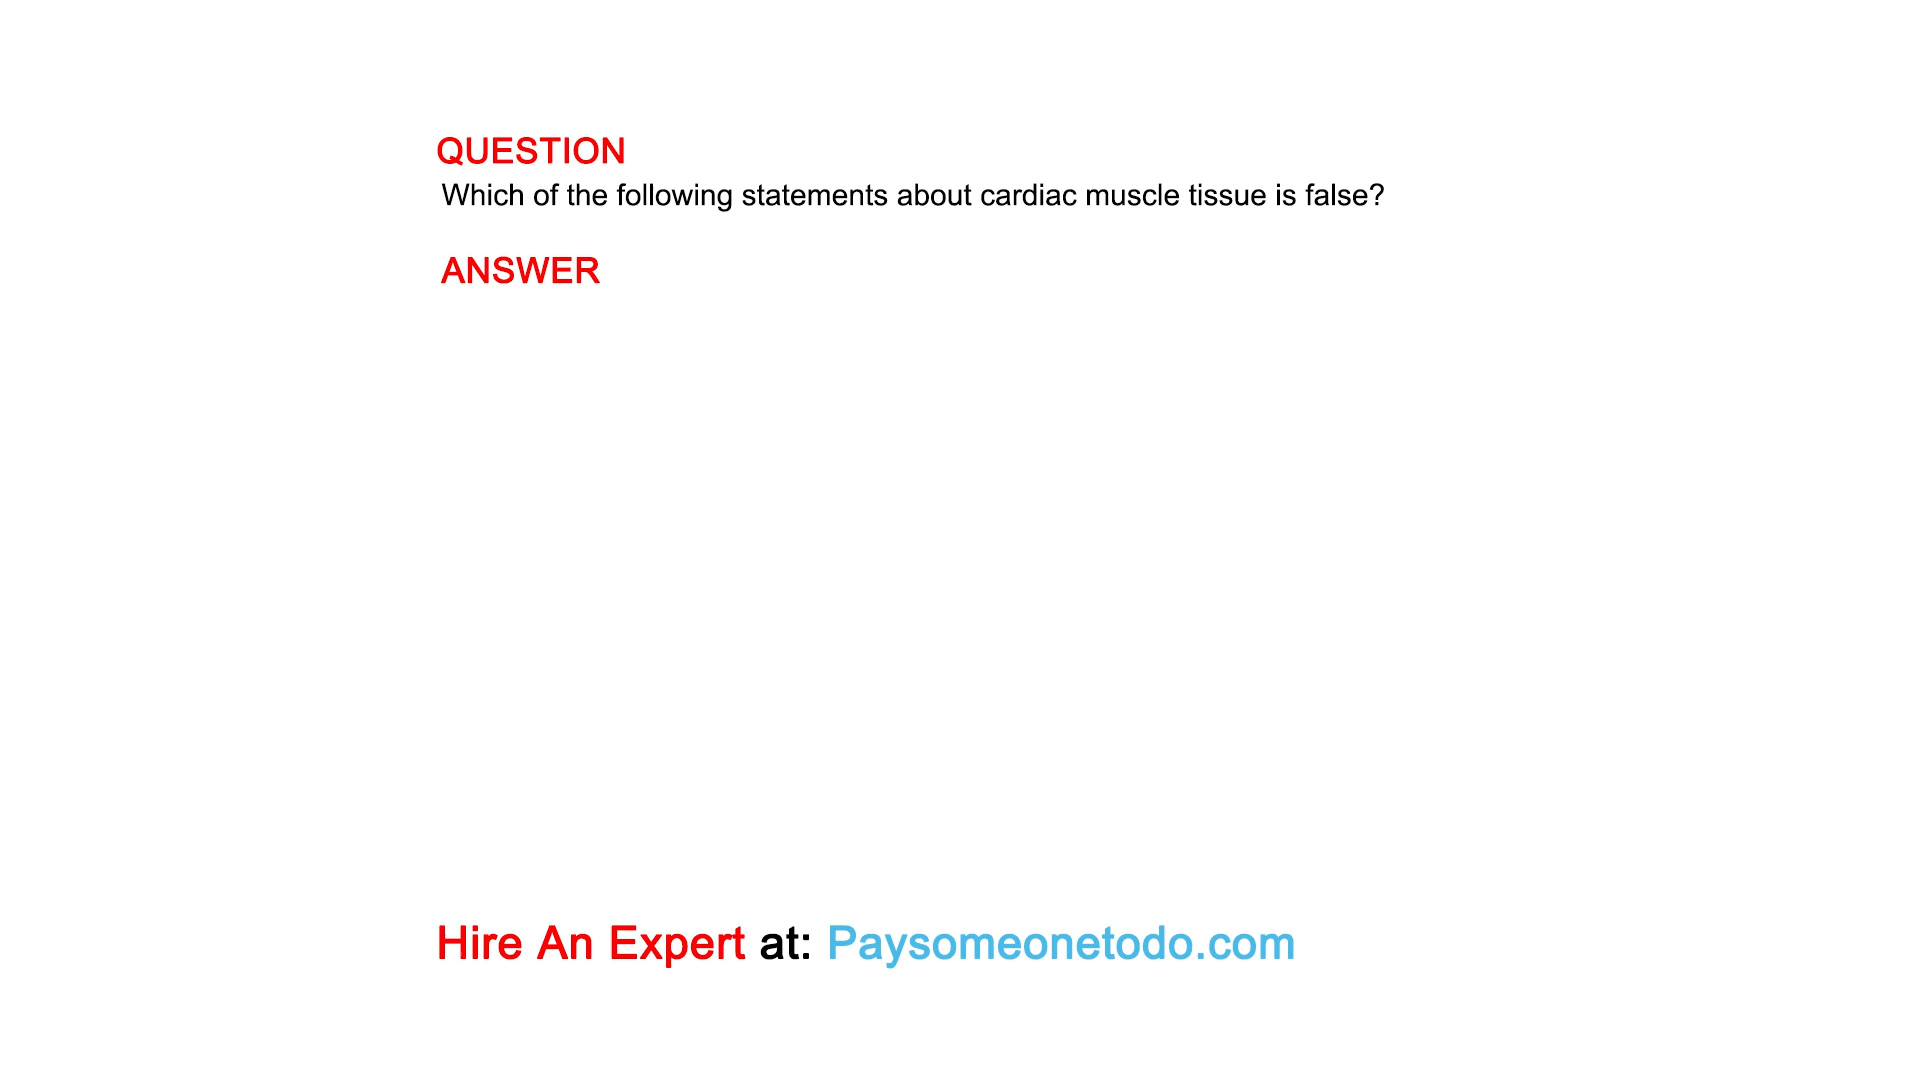 QUESTION
Which of the following statements about cardiac muscle tissue is false?
ANSWER
Hire An Expert at: Paysomeonetodo.com